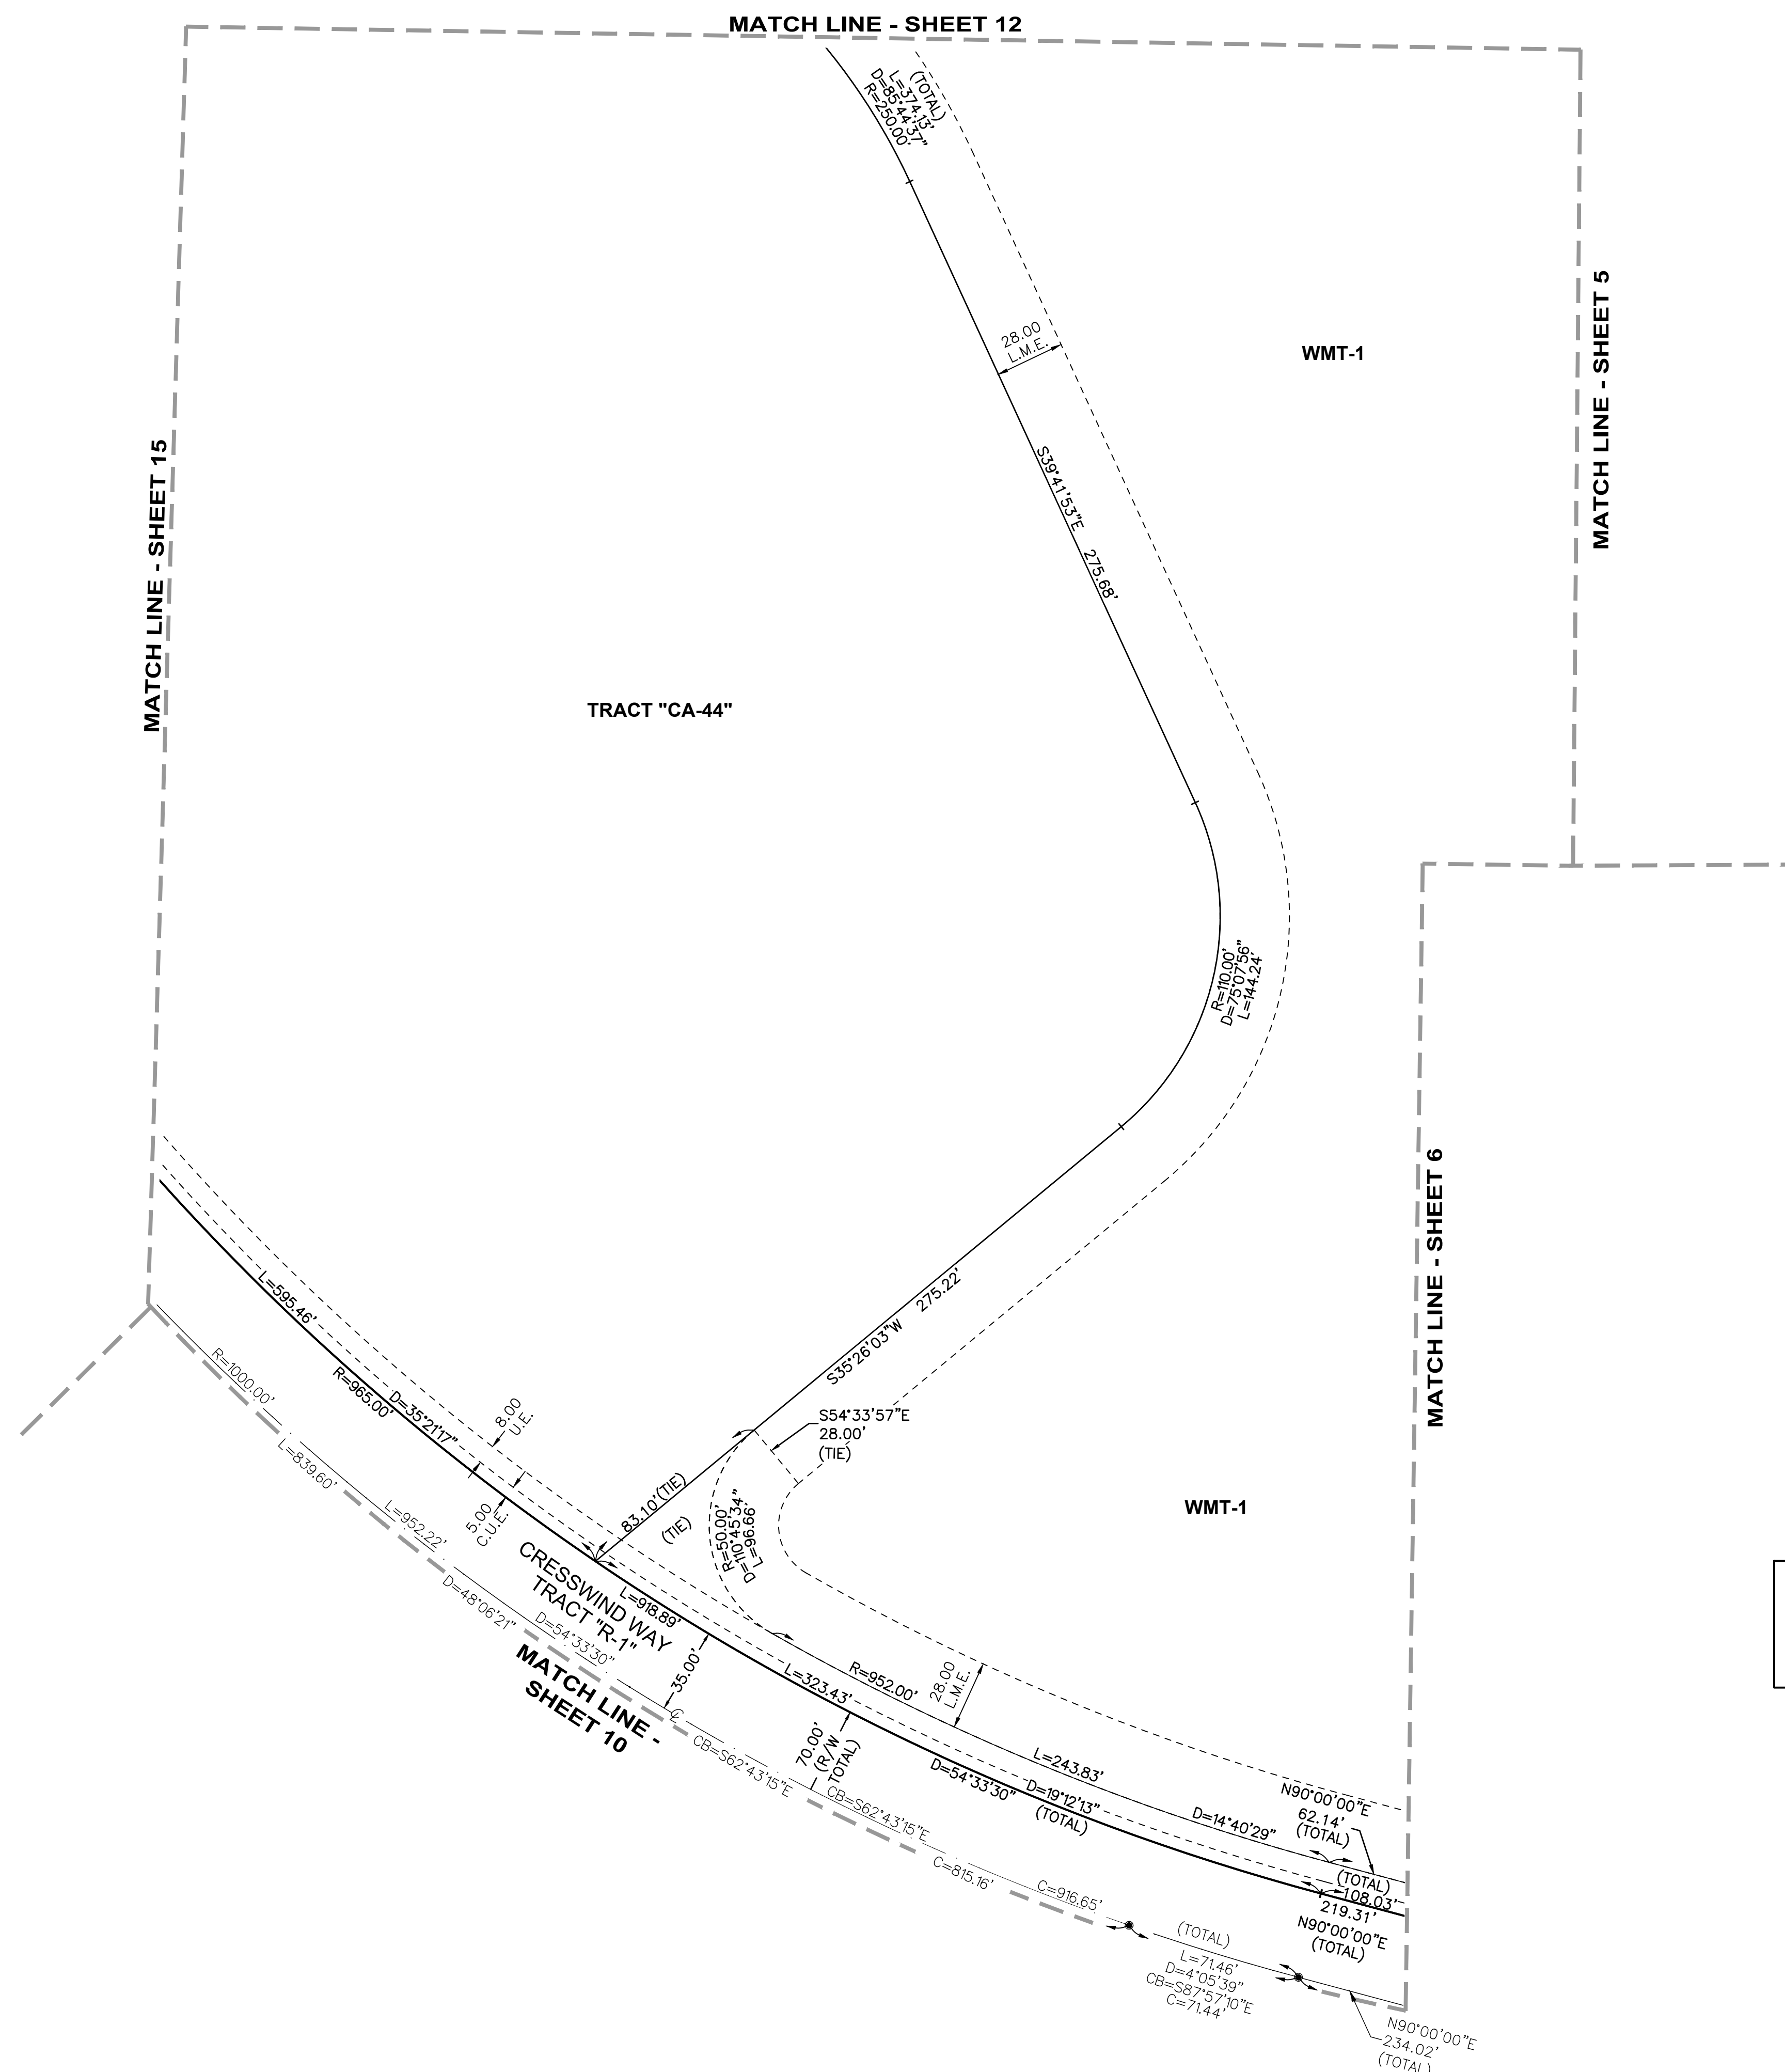 MATCH LINE - SHEET 12
(TOTAL)
L=374.13'
D=85°44'37"
R=250.00'
MATCH LINE - SHEET 5
28.00
L.M.E.
WMT-1
MATCH LINE - SHEET 15
S39°41'53"E 275.68'
TRACT "CA-44"
R=110.00'
D=75°07'56"
L=144.24'
MATCH LINE - SHEET 6
S35°26'03"W 275.22'
L=595.46'
R=1000.00'
R=965.00'
D=35°21'17"
8.00
U.E.
S54°33'57"E
28.00'
(TIE)
L=839.60'
L=952.22'
5.00
C.U.E.
83.10'(TIE)
(TIE)
R=50.00'
D=110°45'34"
L=96.66'
WMT-1
CRESSWIND WAY
TRACT "R-1"
L=918.89'
D=48°06'21"
D=54°33'30"
MATCH LINE -
SHEET 10
35.00'
L=323.43'
R=952.00'
28.00
L.M.E.
CB=S62°43'15"E
70.00'
(R/W
TOTAL)
CB=S62°43'15"E
L=243.83'
D=54°33'30"
(TOTAL)
D=19°12'13"
D=14°40'29"
N90°00'00"E
62.14'
(TOTAL)
C=815.16'
C=916.65'
(TOTAL)
108.03'
219.31'
N90°00'00"E
(TOTAL)
(TOTAL)
L=71.46'
D=4°05'39"
CB=S87°57'10"E
C=71.44'
N90°00'00"E
234.02'
(TOTAL)